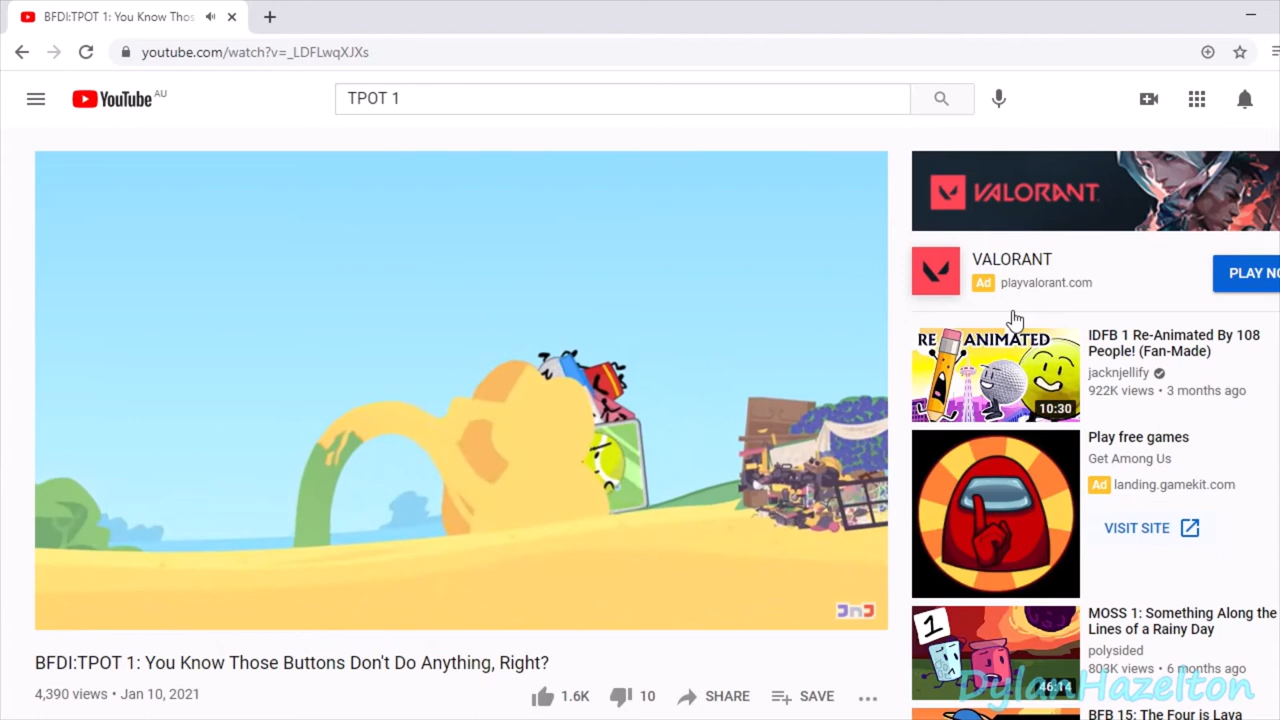 BFDI:TPOT 1: You Know Thos
youtube.com/watch?v=_LDFLwqXJXs
YouTube AU
TPOT 1
VALORANT
VALORANT
Ad playvalorant.com
PLAY NO
RE ANIMATED
10:30
IDFB 1 Re-Animated By 108
People! (Fan-Made)
jacknjellify
922K views • 3 months ago
Play free games
Get Among Us
Ad landing.gamekit.com
VISIT SITE
1
46:14
MOSS 1: Something Along the
Lines of a Rainy Day
polysided
803K views • 6 months ago
BFB 15: The Four is Lava
JnJ
BFDI:TPOT 1: You Know Those Buttons Don't Do Anything, Right?
4,390 views • Jan 10, 2021
1.6K
10
SHARE
SAVE
DylanHazelton